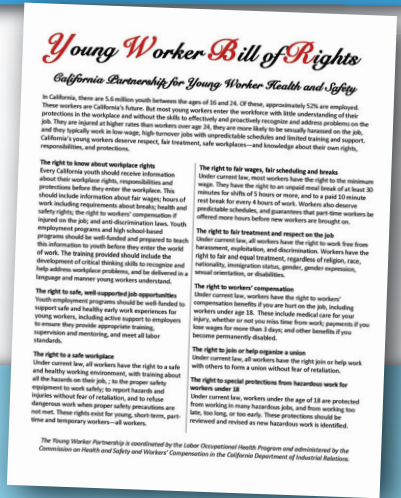 Young Worker Bill of Rights
California Partnership for Young Worker Health and Safety
In California, there are 5.6 million youth between the ages of 16 and 24. Of these, approximately 52% are employed.
These workers are California's future. But most young workers enter the workforce with little understanding of their
protections in the workplace and without the skills to effectively and proactively recognize and address problems on the
job. They are injured at higher rates than workers over age 24, they are more likely to be sexually harassed on the job,
and they typically work in low-wage, high-turnover jobs with unpredictable schedules and limited training and support.
California's young workers deserve respect, fair treatment, safe workplaces—and knowledge about their own rights,
responsibilities, and protections.
The right to know about workplace rights
Every California youth should receive information
about their workplace rights, responsibilities and
protections before they enter the workplace. This
should include information about fair wages; hours of
work including requirements about breaks; health and
safety rights; the right to workers' compensation if
injured on the job; and anti-discrimination laws. Youth
employment programs and high school-based
programs should be well-funded and prepared to teach
this information to youth before they enter the world
of work. The training provided should include the
development of critical thinking skills to recognize and
help address workplace problems, and be delivered in a
language and manner young workers understand.
The right to safe, well-supported job opportunities
Youth employment programs should be well-funded to
support safe and healthy early work experiences for
young workers, including active support to employers
to ensure they provide appropriate training,
supervision and mentoring, and meet all labor
standards.
The right to a safe workplace
Under current law, all workers have the right to a safe
and healthy working environment, with training about
all the hazards on their job, ; to the proper safety
equipment to work safely; to report hazards and
injuries without fear of retaliation, and to refuse
dangerous work when proper safety precautions are
not met. These rights exist for young, short-term, part-
time and temporary workers—all workers.
The right to fair wages, fair scheduling and breaks
Under current law, most workers have the right to the minimum
wage. They have the right to an unpaid meal break of at least 30
minutes for shifts of 5 hours or more, and to a paid 10 minute
rest break for every 4 hours of work. Workers also deserve
predictable schedules, and guarantees that part-time workers be
offered more hours before new workers are brought on.
The right to fair treatment and respect on the job
Under current law, all workers have the right to work free from
harassment, exploitation, and discrimination. Workers have the
right to fair and equal treatment, regardless of religion, race,
nationality, immigration status, gender, gender expression,
sexual orientation, or disabilities.
The right to workers' compensation
Under current law, workers have the right to workers'
compensation benefits if you are hurt on the job, including
workers under age 18. These include medical care for your
injury, whether or not you miss time from work; payments if you
lose wages for more than 3 days; and other benefits if you
become permanently disabled.
The right to join or help organize a union
Under current law, all workers have the right join or help work
with others to form a union without fear of retaliation.
The right to special protections from hazardous work for
workers under 18
Under current law, workers under the age of 18 are protected
from working in many hazardous jobs, and from working too
late, too long, or too early. These protections should be
reviewed and revised as new hazardous work is identified.
The Young Worker Partnership is coordinated by the Labor Occupational Health Program and administered by the
Commission on Health and Safety and Workers' Compensation in the California Department of Industrial Relations.